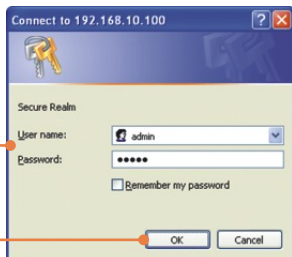 Connect to 192.168.10.100
Secure Realm
User name:
admin
Password:
•••••
Remember my password
OK
Cancel